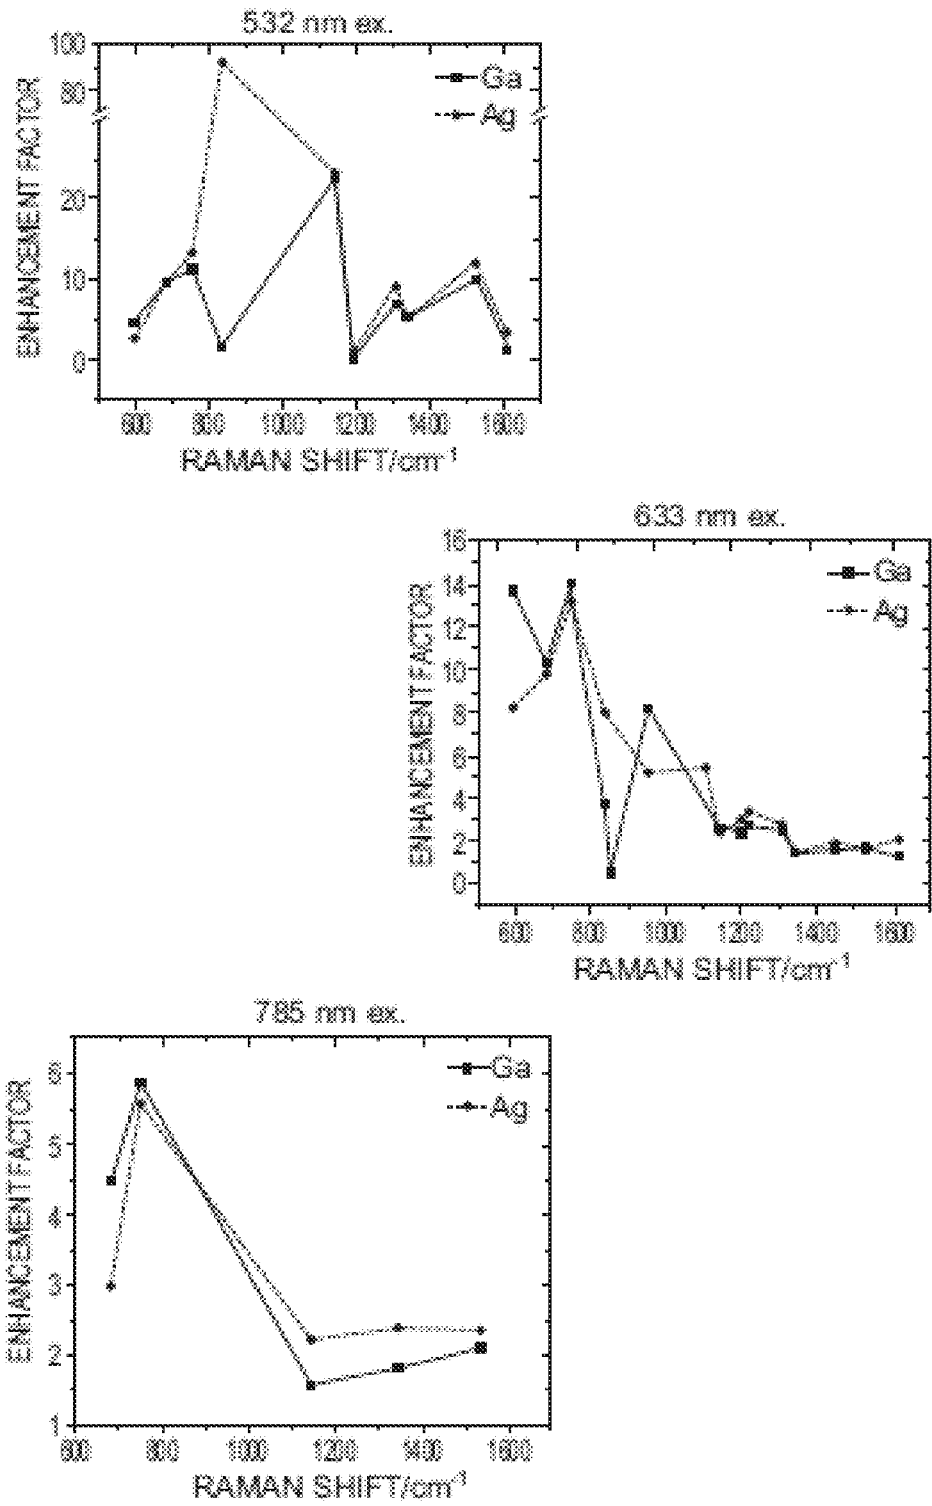 532 nm ex.
ENHANCEMENT FACTOR
100
80
20
10
0
Ga
Ag
600 800 1000 1200 1400 1600
RAMAN SHIFT/cm-1
633 nm ex.
ENHANCEMENT FACTOR
16
14
12
10
8
6
4
2
0
Ga
Ag
600 800 1000 1200 1400 1600
RAMAN SHIFT/cm-1
785 nm ex.
ENHANCEMENT FACTOR
6
5
4
3
2
1
Ga
Ag
600 800 1000 1200 1400 1600
RAMAN SHIFT/cm-1